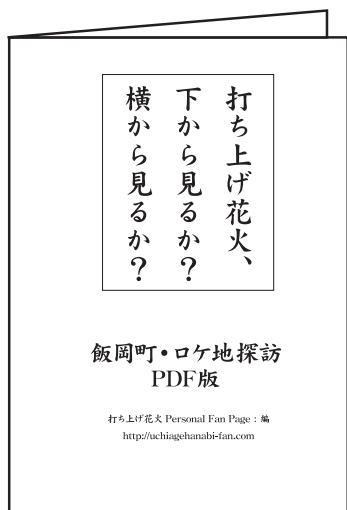 打ち上げ花火、
下から見るか？
横から見るか？
飯岡町・ロケ地探訪
PDF版
打ち上げ花火 Personal Fan Page : 編
http://uchiagehanabi-fan.com